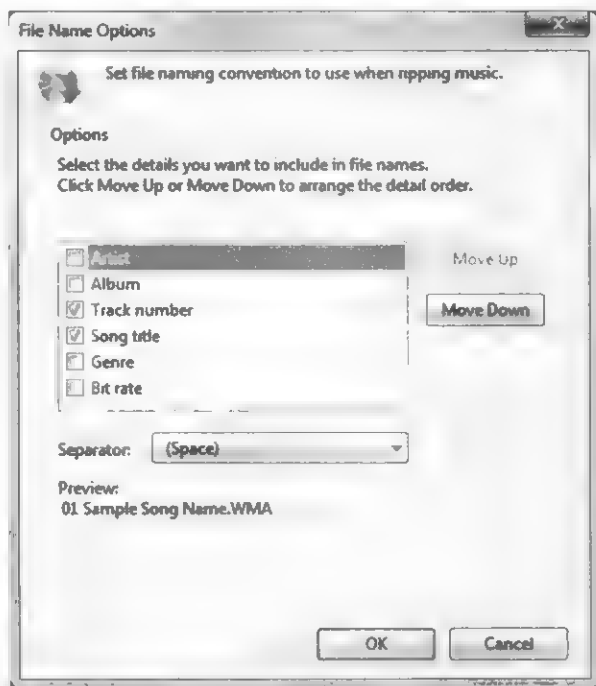 File Name Options
Set file naming convention to use when ripping music.
Options
Select the details you want to include in file names.
Click Move Up or Move Down to arrange the detail order.
Artist
Move Up
Album
Track number
Move Down
Song title
Genre
Bit rate
Separator: (Space)
Preview:
01 Sample Song Name.WMA
OK Cancel